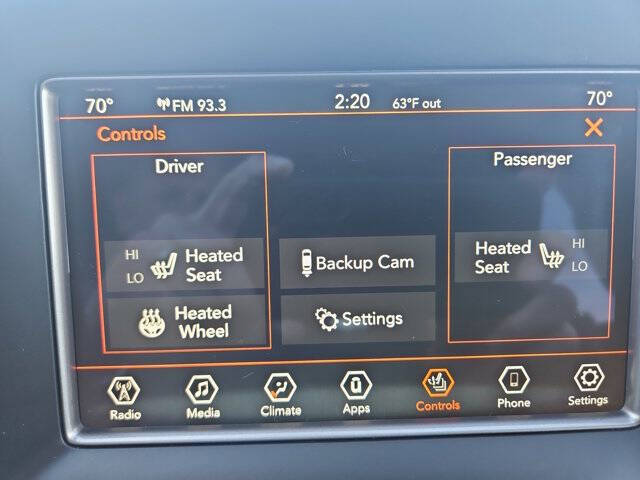 70° FM 93.3 2:20 63°F out 70°
Controls
Driver
Passenger
HI
LO
Heated
Seat
Backup Cam
Heated
Seat
HI
LO
Heated
Wheel
Settings
Radio Media Climate Apps Controls Phone Settings